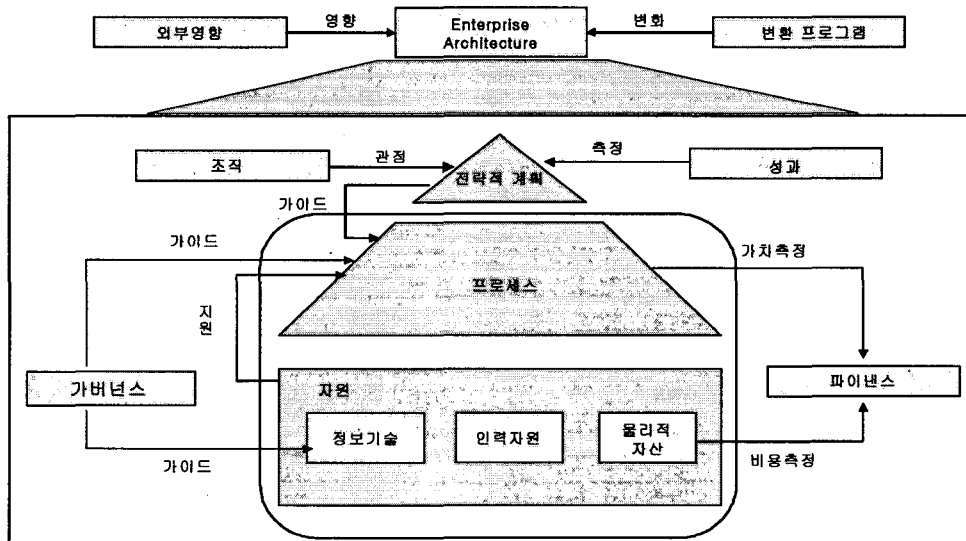 외부영향
영향
Enterprise
Architecture
변화
변환 프로그램
조직
관점
전략적 계획
측정
성과
가이드
가이드
프로세스
가치측정
지
원
가버넌스
자원
파이낸스
정보기술
인력자원
물리적
자산
가이드
비용측정